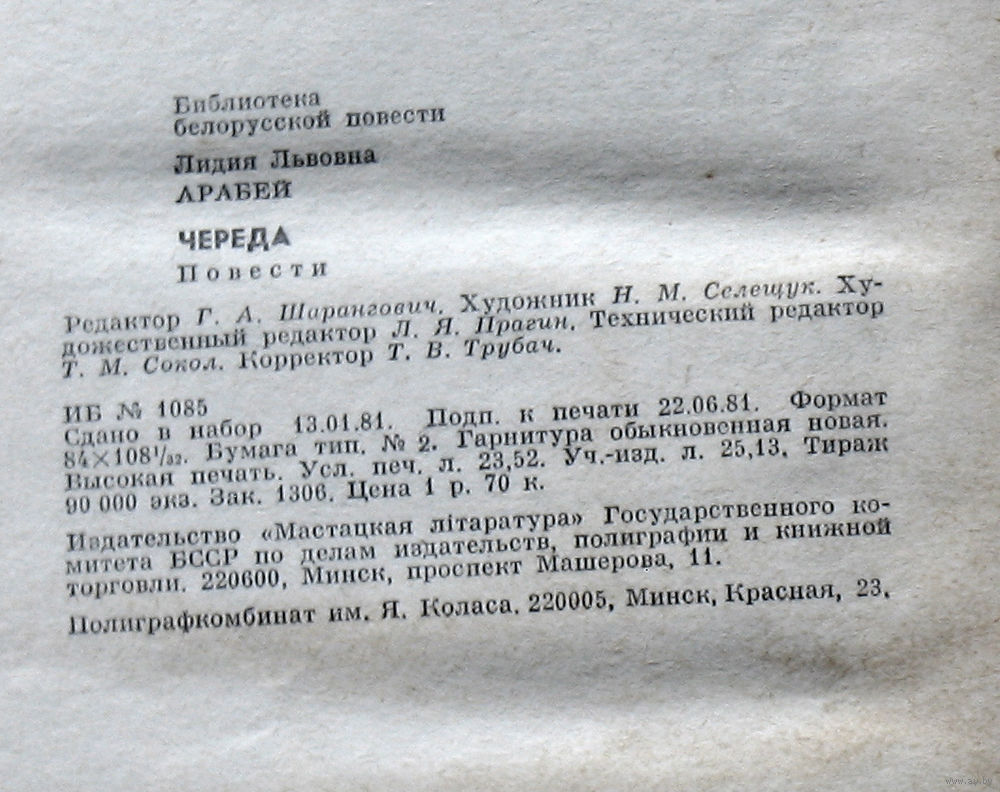 Библиотека
белорусской повести
Лидия Львовна
АРАБЕЙ
ЧЕРЕДА
Повести
Редактор Г. А. Шарангович. Художник Н. М. Селещук. Ху-
дожественный редактор Л. Я. Прагин. Технический редактор
Т. М. Сокол. Корректор Т. В. Трубач.
ИБ № 1085
Сдано в набор 13.01.81. Подп. к печати 22.06.81. Формат
84×108¹/₃₂. Бумага тип. № 2. Гарнитура обыкновенная новая.
Высокая печать. Усл. печ. л. 23,52. Уч.-изд. л. 25,13. Тираж
90 000 экз. Зак. 1306. Цена 1 р. 70 к.
Издательство «Мастацкая літаратура» Государственного ко-
митета БССР по делам издательств, полиграфии и книжной
торговли. 220600, Минск, проспект Машерова, 11.
Полиграфкомбинат им. Я. Коласа. 220005, Минск, Красная, 23.
www.ay.by